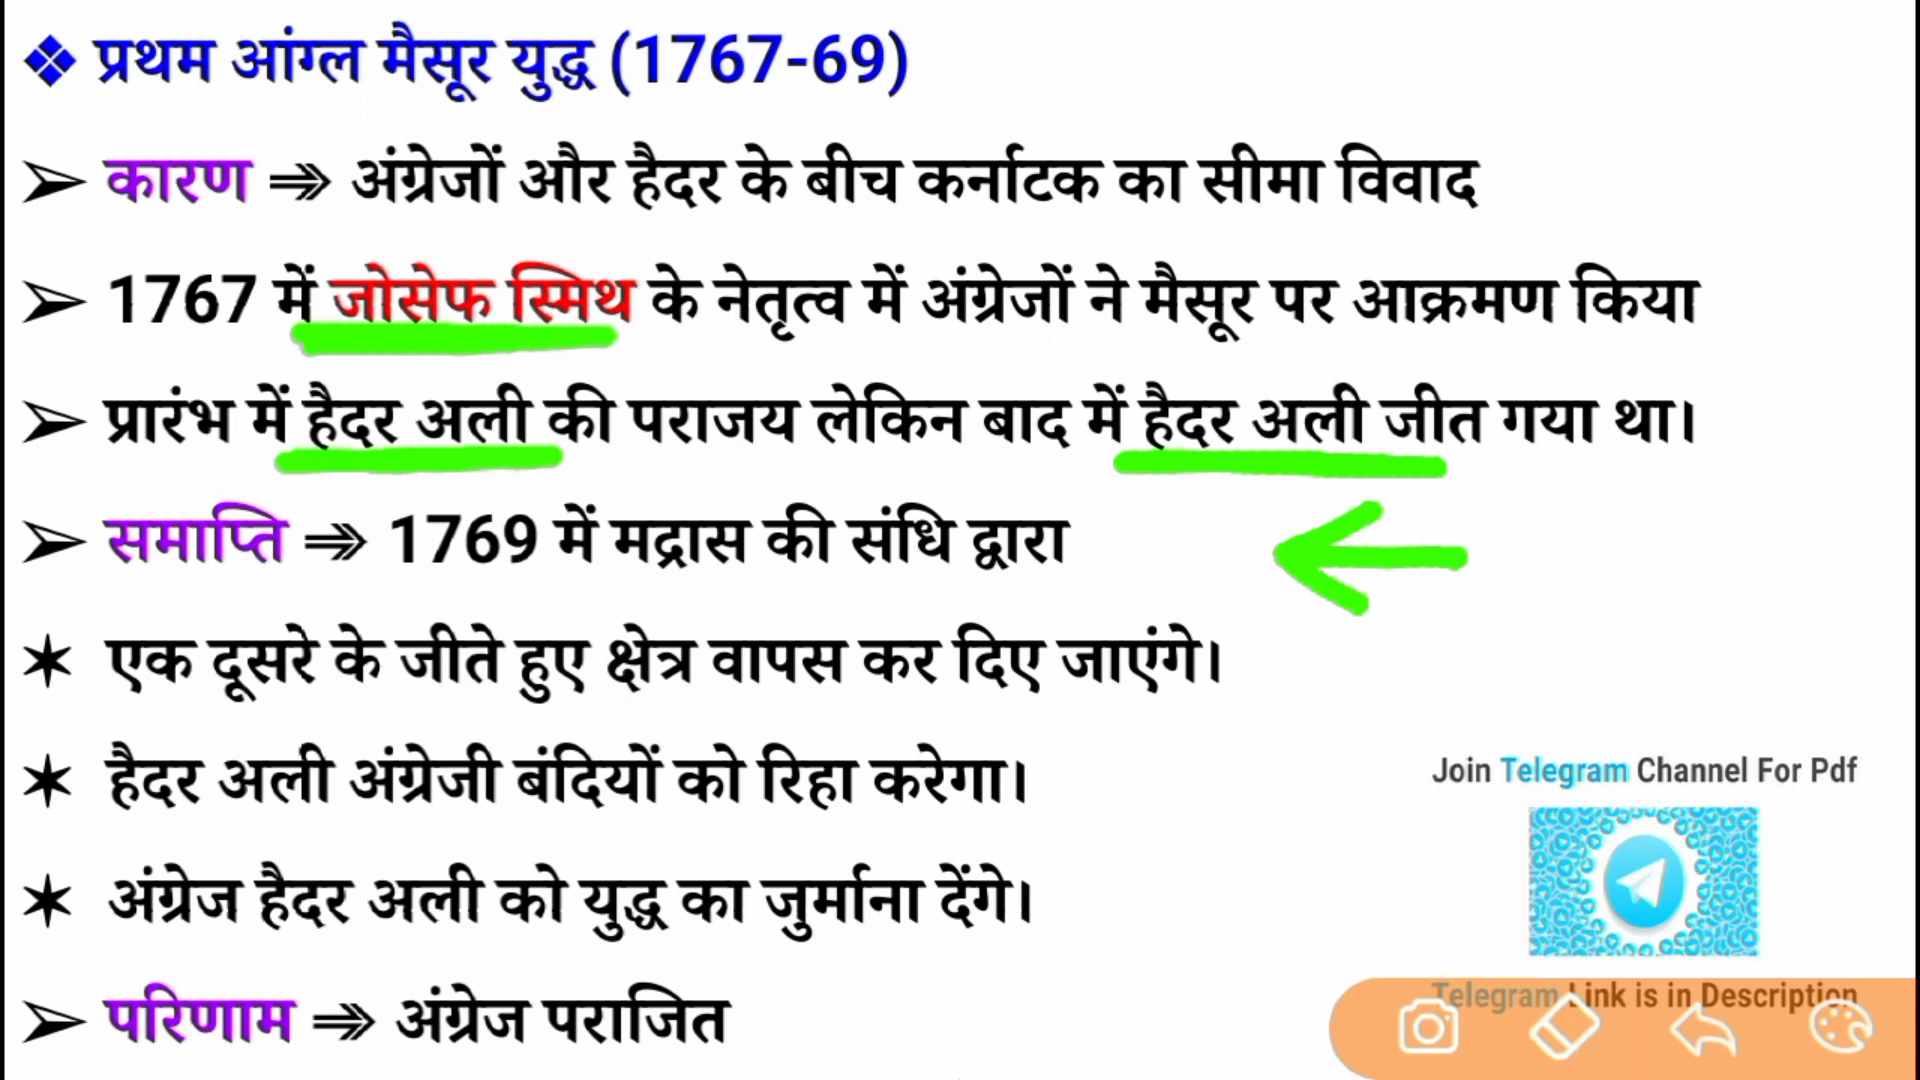 ❖ प्रथम आंग्ल मैसूर युद्ध (1767-69)
➢ कारण ⇒ अंग्रेजों और हैदर के बीच कर्नाटक का सीमा विवाद
➢ 1767 में जोसेफ स्मिथ के नेतृत्व में अंग्रेजों ने मैसूर पर आक्रमण किया
➢ प्रारंभ में हैदर अली की पराजय लेकिन बाद में हैदर अली जीत गया था।
➢ समाप्ति ⇒ 1769 में मद्रास की संधि द्वारा
✶ एक दूसरे के जीते हुए क्षेत्र वापस कर दिए जाएंगे।
✶ हैदर अली अंग्रेजी बंदियों को रिहा करेगा।
✶ अंग्रेज हैदर अली को युद्ध का जुर्माना देंगे।
➢ परिणाम ⇒ अंग्रेज पराजित
Join Telegram Channel For Pdf
Telegram Link is in Description